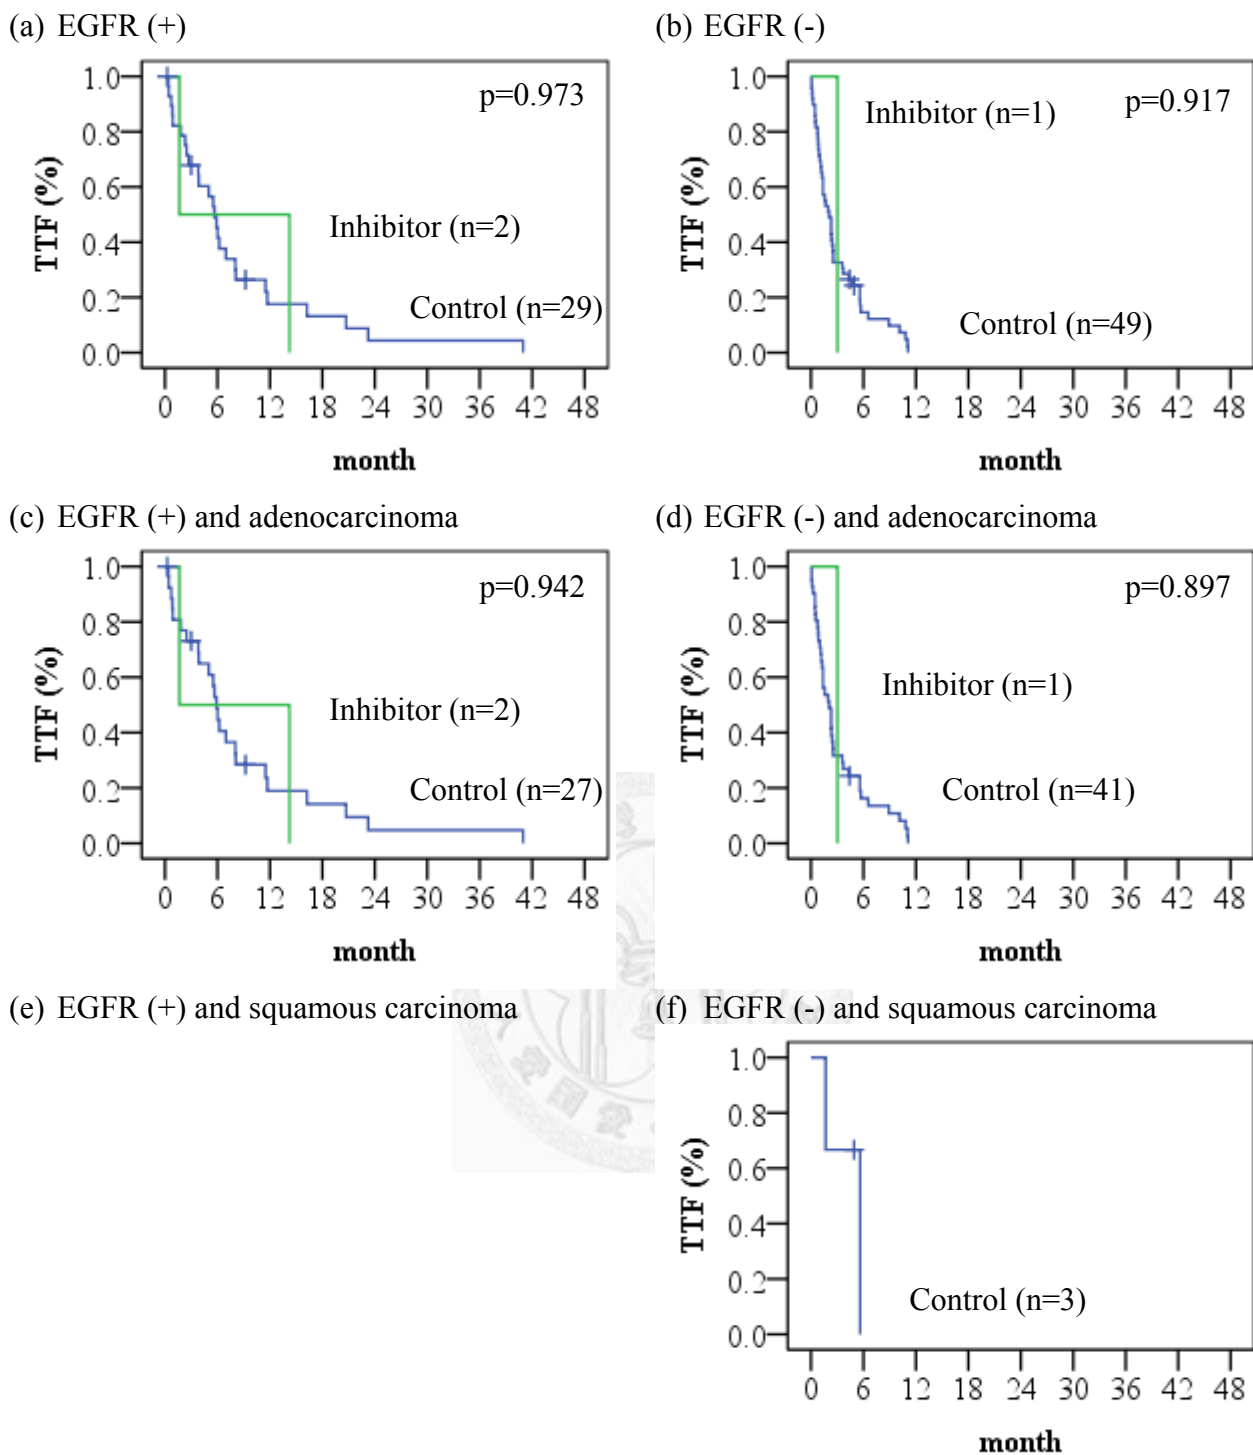 (a) EGFR (+)
1.0
0.8
0.6
0.4
0.2
0.0
TTF (%)
p=0.973
Inhibitor (n=2)
Control (n=29)
0 6 12 18 24 30 36 42 48
month
(b) EGFR (-)
1.0
0.8
0.6
0.4
0.2
0.0
TTF (%)
Inhibitor (n=1)
p=0.917
Control (n=49)
0 6 12 18 24 30 36 42 48
month
(c) EGFR (+) and adenocarcinoma
1.0
0.8
0.6
0.4
0.2
0.0
TTF (%)
p=0.942
Inhibitor (n=2)
Control (n=27)
0 6 12 18 24 30 36 42 48
month
(d) EGFR (-) and adenocarcinoma
1.0
0.8
0.6
0.4
0.2
0.0
TTF (%)
p=0.897
Inhibitor (n=1)
Control (n=41)
0 6 12 18 24 30 36 42 48
month
(e) EGFR (+) and squamous carcinoma
(f) EGFR (-) and squamous carcinoma
1.0
0.8
0.6
0.4
0.2
0.0
TTF (%)
Control (n=3)
0 6 12 18 24 30 36 42 48
month
愛國愛